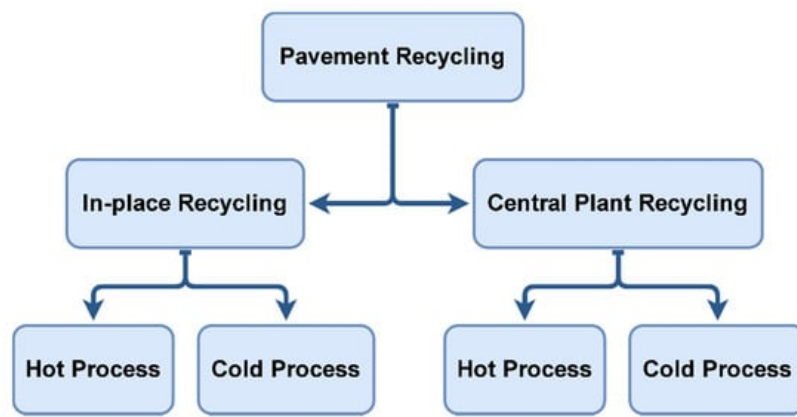 Pavement Recycling
In-place Recycling
Central Plant Recycling
Hot Process
Cold Process
Hot Process
Cold Process